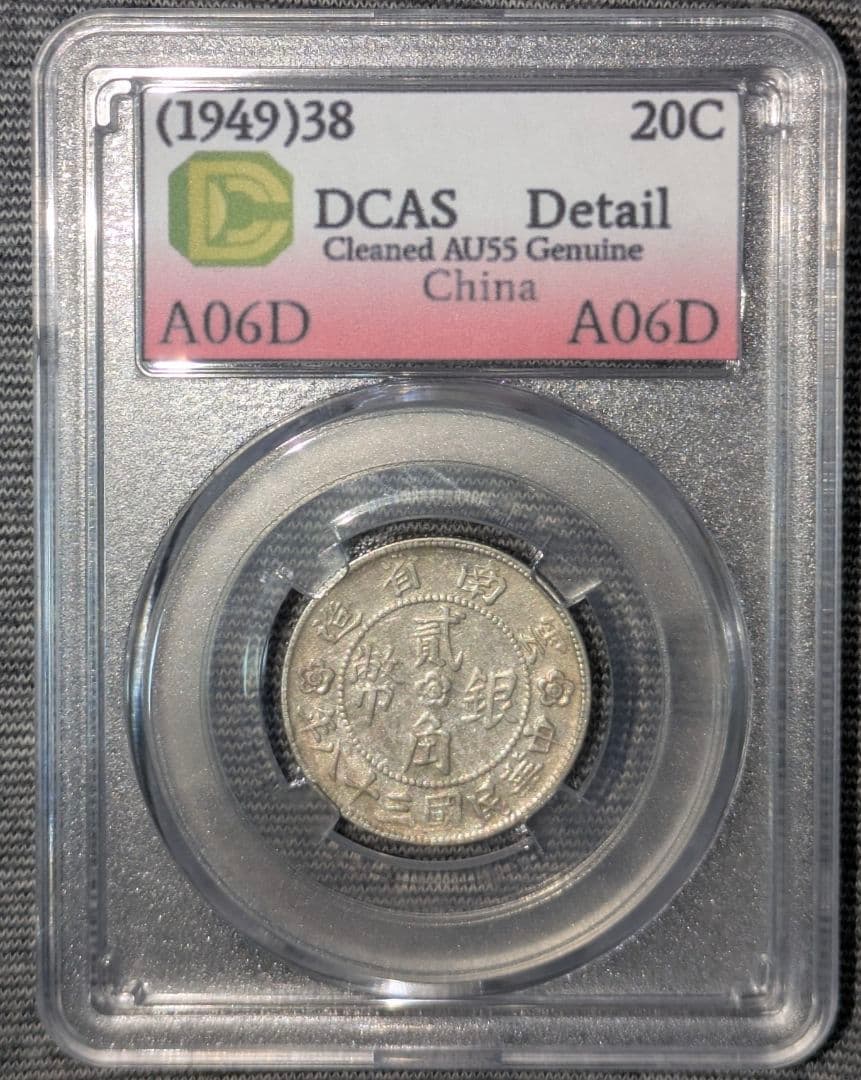 (1949)38 20C
DC
DCAS Detail
Cleaned AU55 Genuine
China
A06D A06D
雲南省造
貳角
銀幣
中華民國三十八年